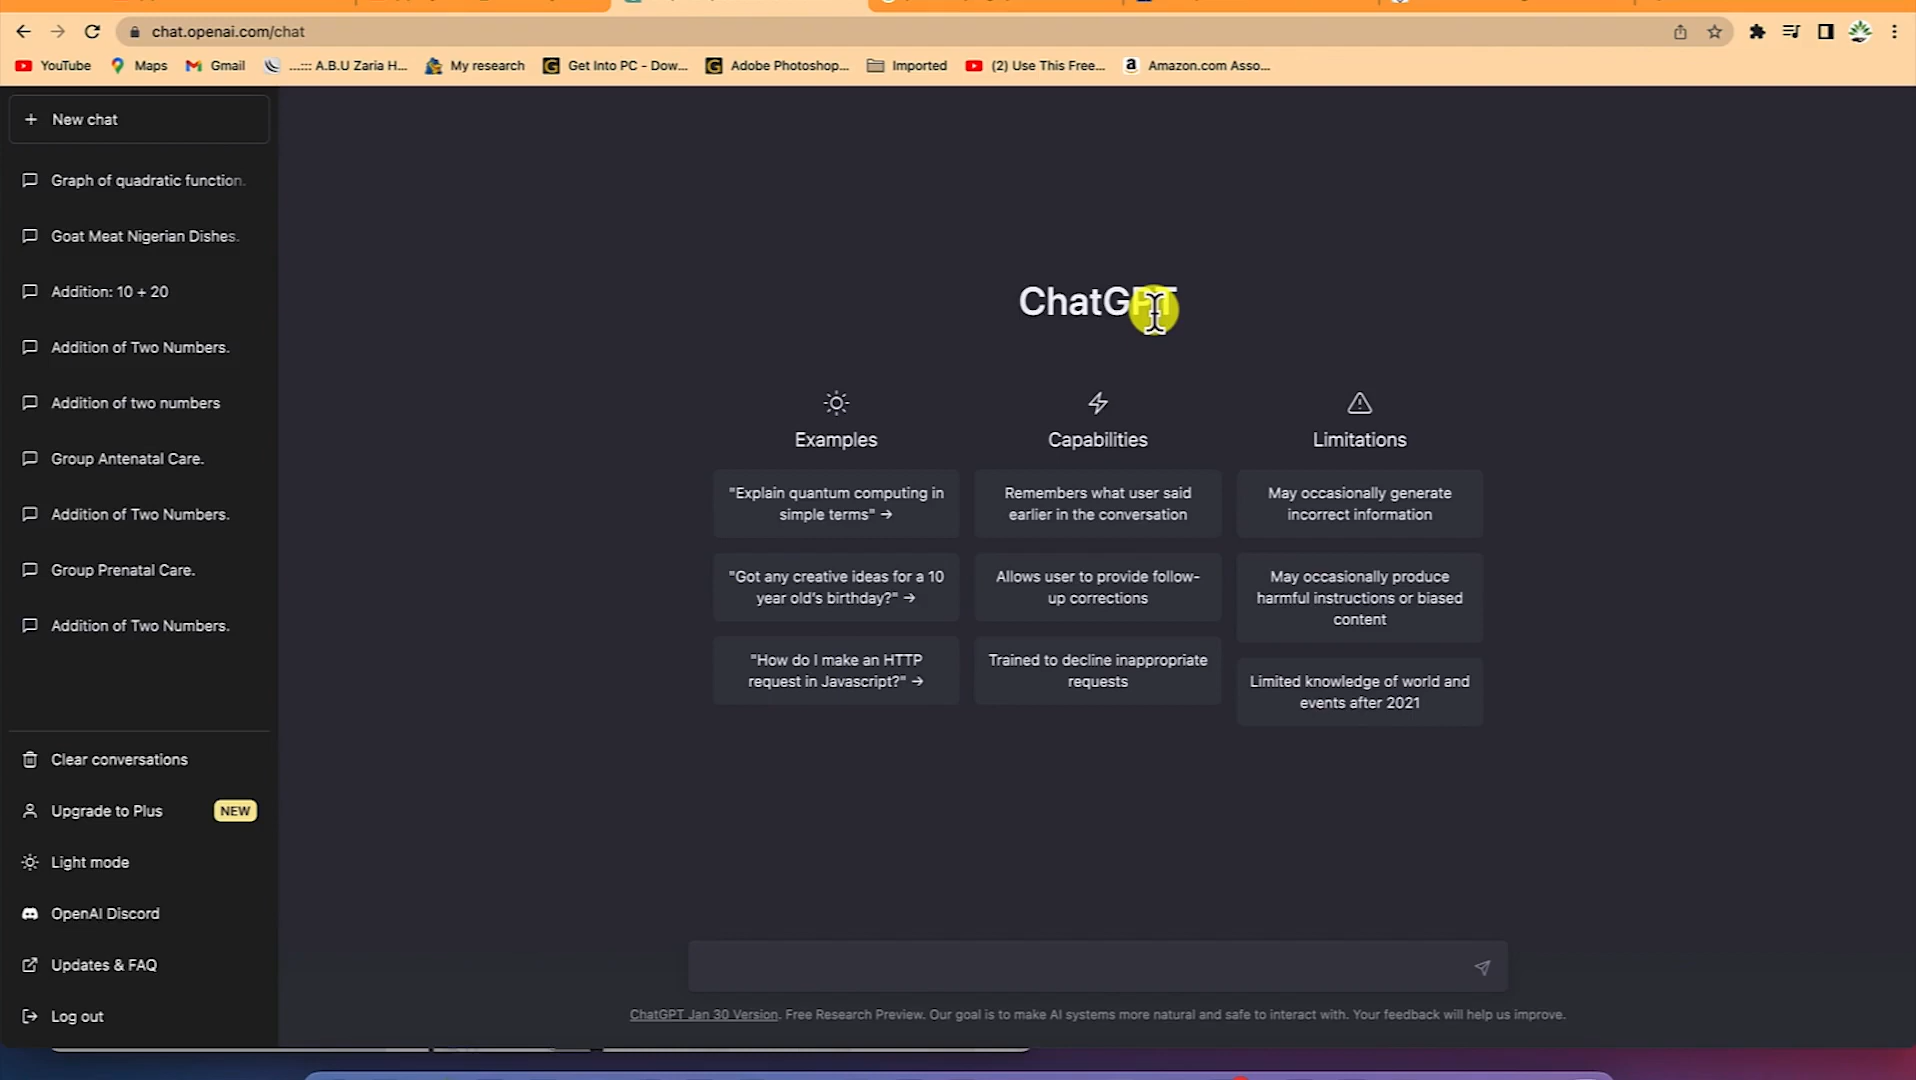 chat.openai.com/chat
YouTube Maps Gmail ...::: A.B.U Zaria H... My research Get Into PC - Dow... Adobe Photoshop... Imported (2) Use This Free... Amazon.com Asso...
New chat
Graph of quadratic function.
Goat Meat Nigerian Dishes.
Addition: 10 + 20
Addition of Two Numbers.
Addition of two numbers
Group Antenatal Care.
Addition of Two Numbers.
Group Prenatal Care.
Addition of Two Numbers.
Clear conversations
Upgrade to Plus NEW
Light mode
OpenAI Discord
Updates & FAQ
Log out
ChatGPT
Examples
"Explain quantum computing in
simple terms" →
"Got any creative ideas for a 10
year old's birthday?" →
"How do I make an HTTP
request in Javascript?" →
Capabilities
Remembers what user said
earlier in the conversation
Allows user to provide follow-
up corrections
Trained to decline inappropriate
requests
Limitations
May occasionally generate
incorrect information
May occasionally produce
harmful instructions or biased
content
Limited knowledge of world and
events after 2021
ChatGPT Jan 30 Version. Free Research Preview. Our goal is to make AI systems more natural and safe to interact with. Your feedback will help us improve.